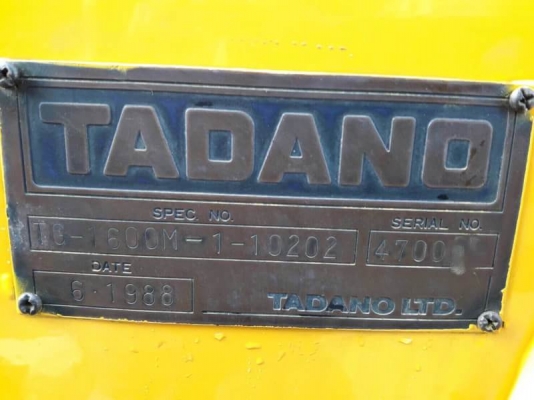 TADANO
SPEC. NO.
SERIAL NO.
DATE
6·1988
TADANO LTD.